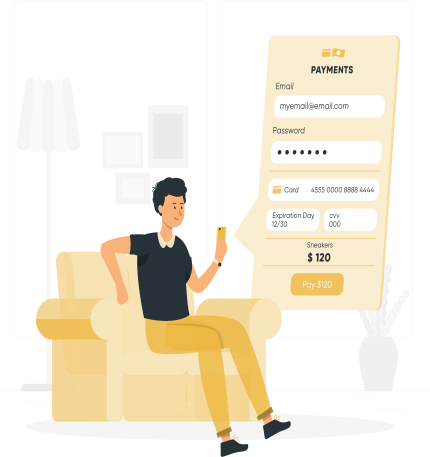 PAYMENTS
Email
myemail@email.com
Password
Card 4555 0000 8888 4444
Expiration Day
12/30
cvv
000
Sneakers
$ 120
Pay $120